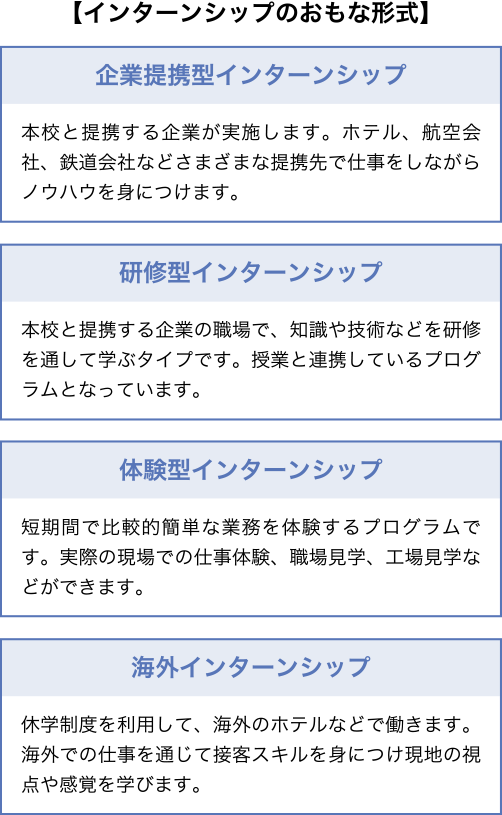 【インターンシップのおもな形式】
企業提携型インターンシップ
本校と提携する企業が実施します。ホテル、航空会
社、鉄道会社などさまざまな提携先で仕事をしながら
ノウハウを身につけます。
研修型インターンシップ
本校と提携する企業の職場で、知識や技術などを研修
を通して学ぶタイプです。授業と連携しているプログ
ラムとなっています。
体験型インターンシップ
短期間で比較的簡単な業務を体験するプログラムで
す。実際の現場での仕事体験、職場見学、工場見学な
どができます。
海外インターンシップ
休学制度を利用して、海外のホテルなどで働きます。
海外での仕事を通じて接客スキルを身につけ現地の視
点や感覚を学びます。